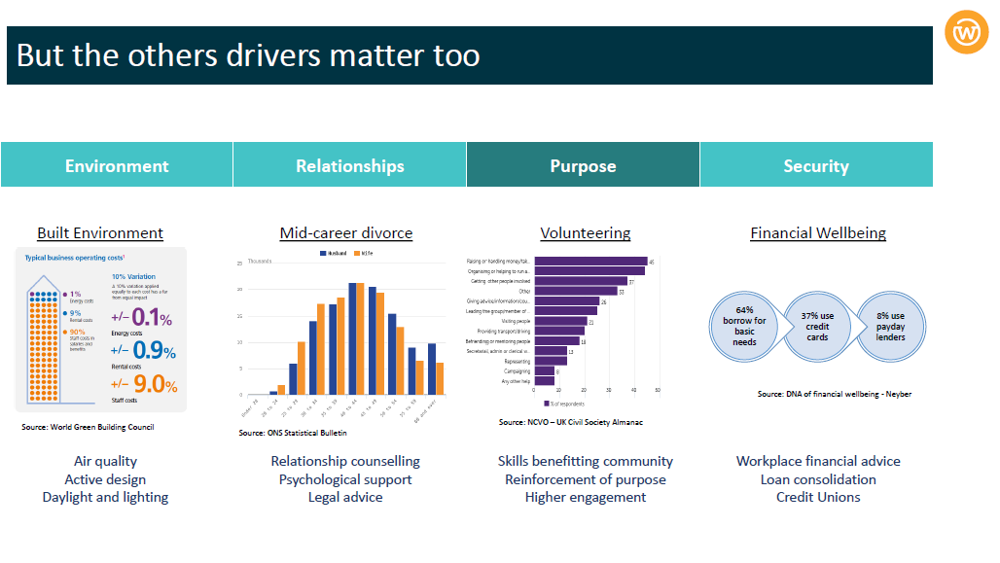 But the others drivers matter too
Environment
Relationships
Purpose
Security
Built Environment
Typical business operating costs¹
10% Variation
A 10% variation applied
equally to each cost has a far
from equal impact
1%
Energy costs
9%
Rental costs
90%
Staff costs in
salaries and
benefits
+/– 0.1%
Energy costs
+/– 0.9%
Rental costs
+/– 9.0%
Staff costs
Source: World Green Building Council
Air quality
Active design
Daylight and lighting
Mid-career divorce
Husband
Wife
Thousands
25
20
15
10
5
0
Under 20
20 to 24
25 to 29
30 to 34
35 to 39
40 to 44
45 to 49
50 to 54
55 to 59
60 and over
Source: ONS Statistical Bulletin
Relationship counselling
Psychological support
Legal advice
Volunteering
Raising or handling money/tak..
Organising or helping to run a..
Getting other people involved
Other
Giving advice/information/cou..
Leading the group/member of ..
Visiting people
Providing transport/driving
Befriending or mentoring people
Secretarial, admin or clerical w..
Representing
Campaigning
Any other help
45
37
33
26
21
18
13
8
0
10
20
30
40
50
% of respondents
Source: NCVO – UK Civil Society Almanac
Skills benefitting community
Reinforcement of purpose
Higher engagement
Financial Wellbeing
64%
borrow for
basic
needs
37% use
credit
cards
8% use
payday
lenders
Source: DNA of financial wellbeing - Neyber
Workplace financial advice
Loan consolidation
Credit Unions